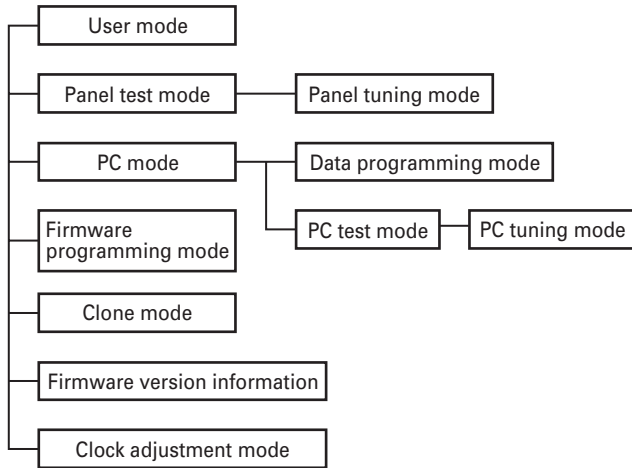 User mode
Panel test mode
Panel tuning mode
PC mode
Data programming mode
PC test mode
PC tuning mode
Firmware
programming mode
Clone mode
Firmware version information
Clock adjustment mode